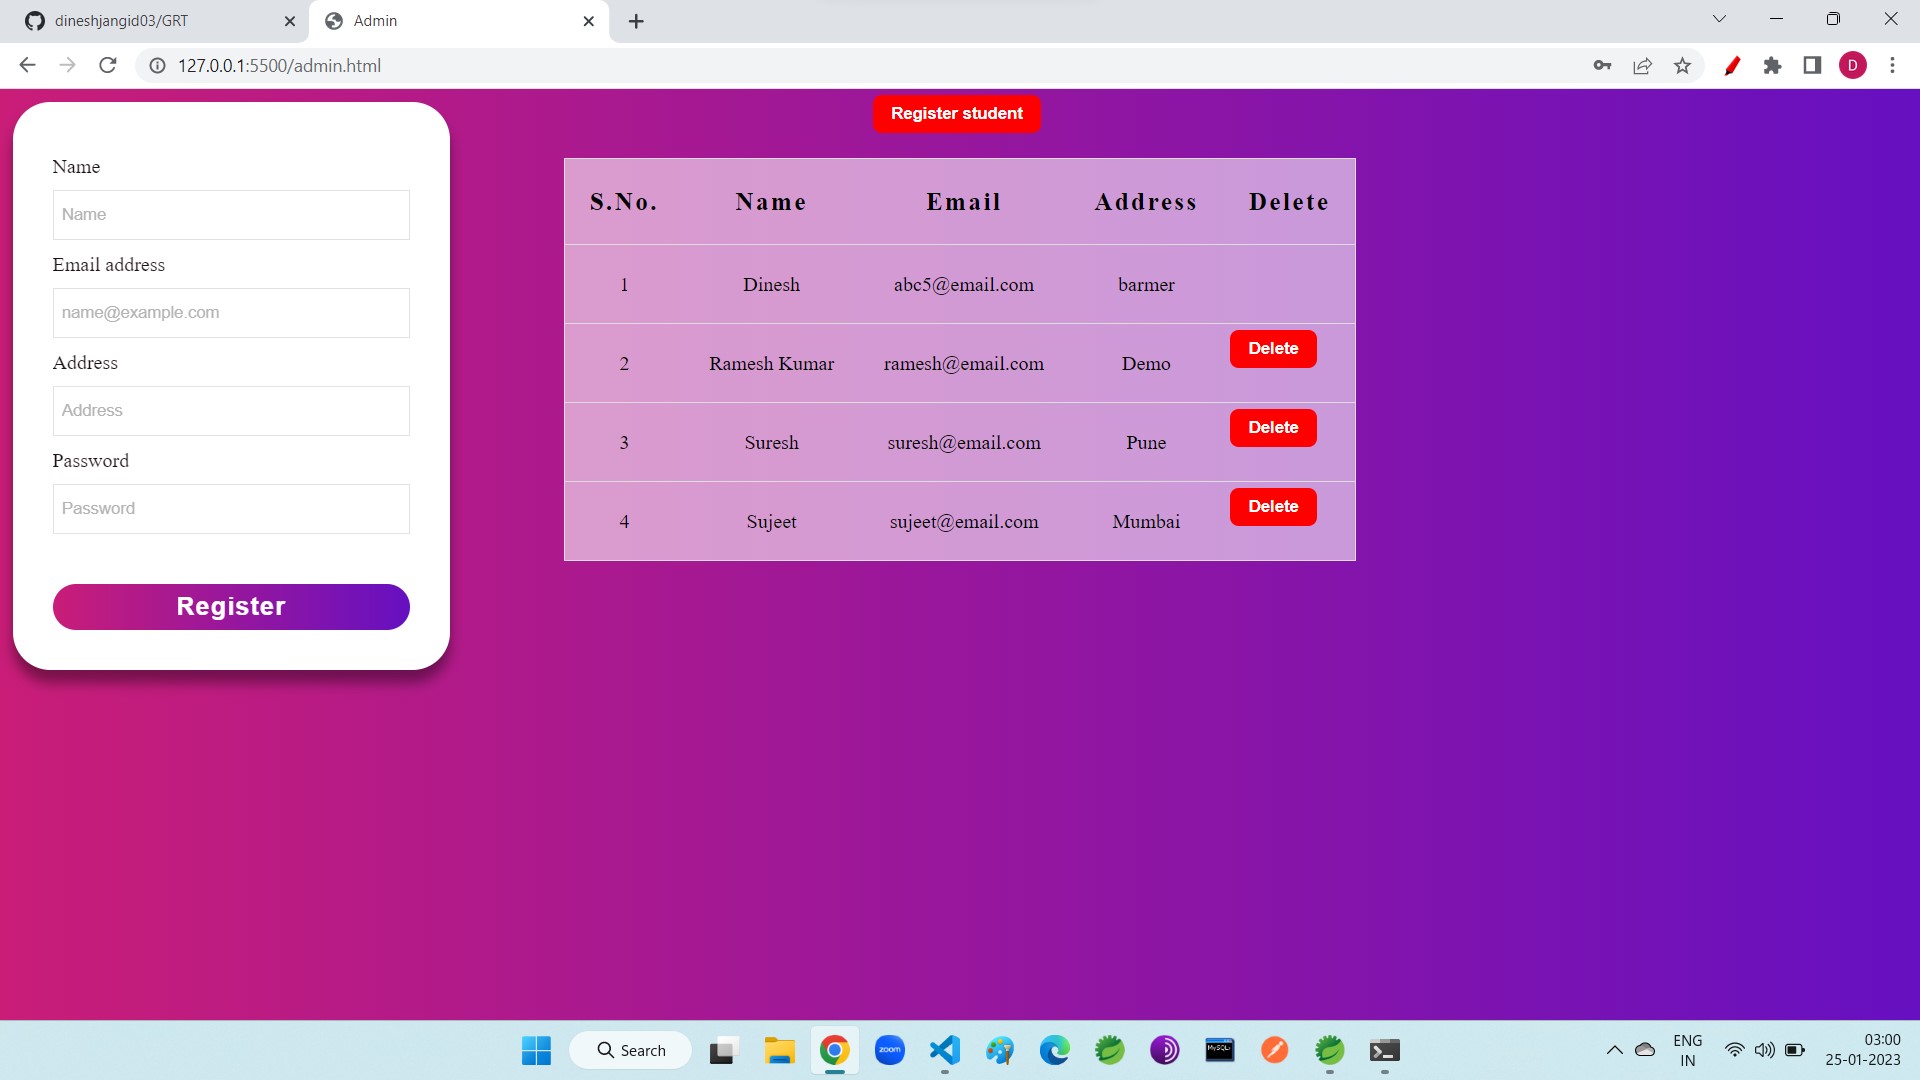 dineshjangid03/GRT
Admin
127.0.0.1:5500/admin.html
D
Register student
Name
Name
Email address
name@example.com
Address
Address
Password
Password
Register
S.No. Name Email Address Delete
1 Dinesh abc5@email.com barmer
2 Ramesh Kumar ramesh@email.com Demo Delete
3 Suresh suresh@email.com Pune Delete
4 Sujeet sujeet@email.com Mumbai Delete
Search
zoom
MySQL
ENG
IN
03:00
25-01-2023